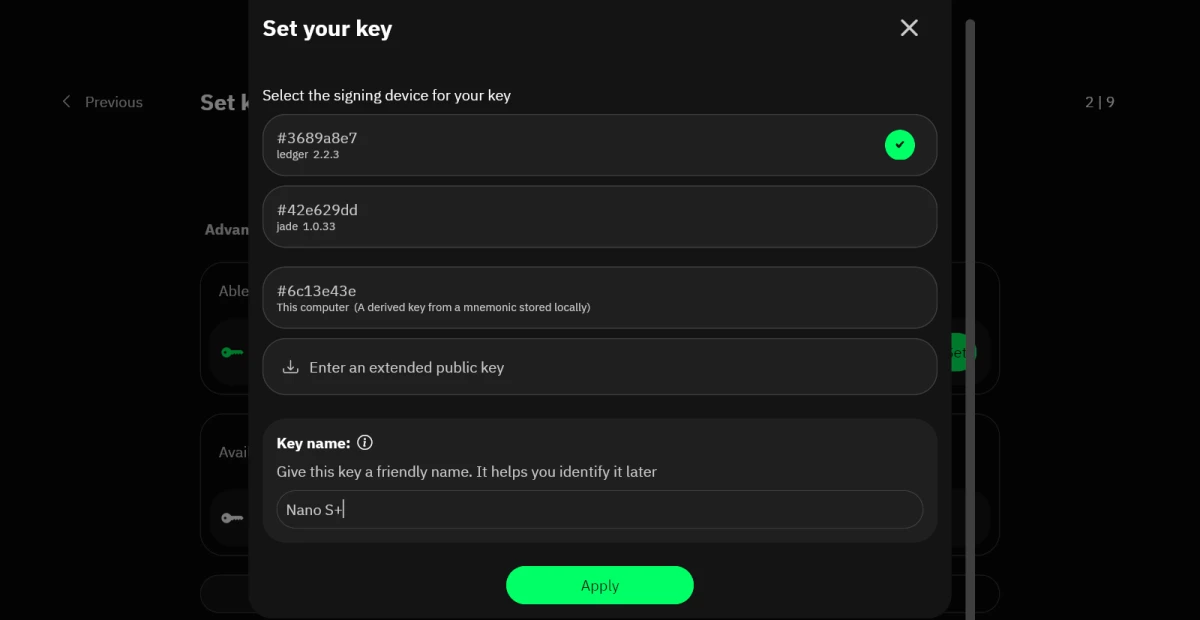 Set your key
Previous
Set k
2 | 9
Select the signing device for your key
#3689a8e7
ledger 2.2.3
#42e629dd
jade 1.0.33
Advan
#6c13e43e
This computer (A derived key from a mnemonic stored locally)
Able
Set
Enter an extended public key
Key name:
Avai
Give this key a friendly name. It helps you identify it later
Nano S+
Apply